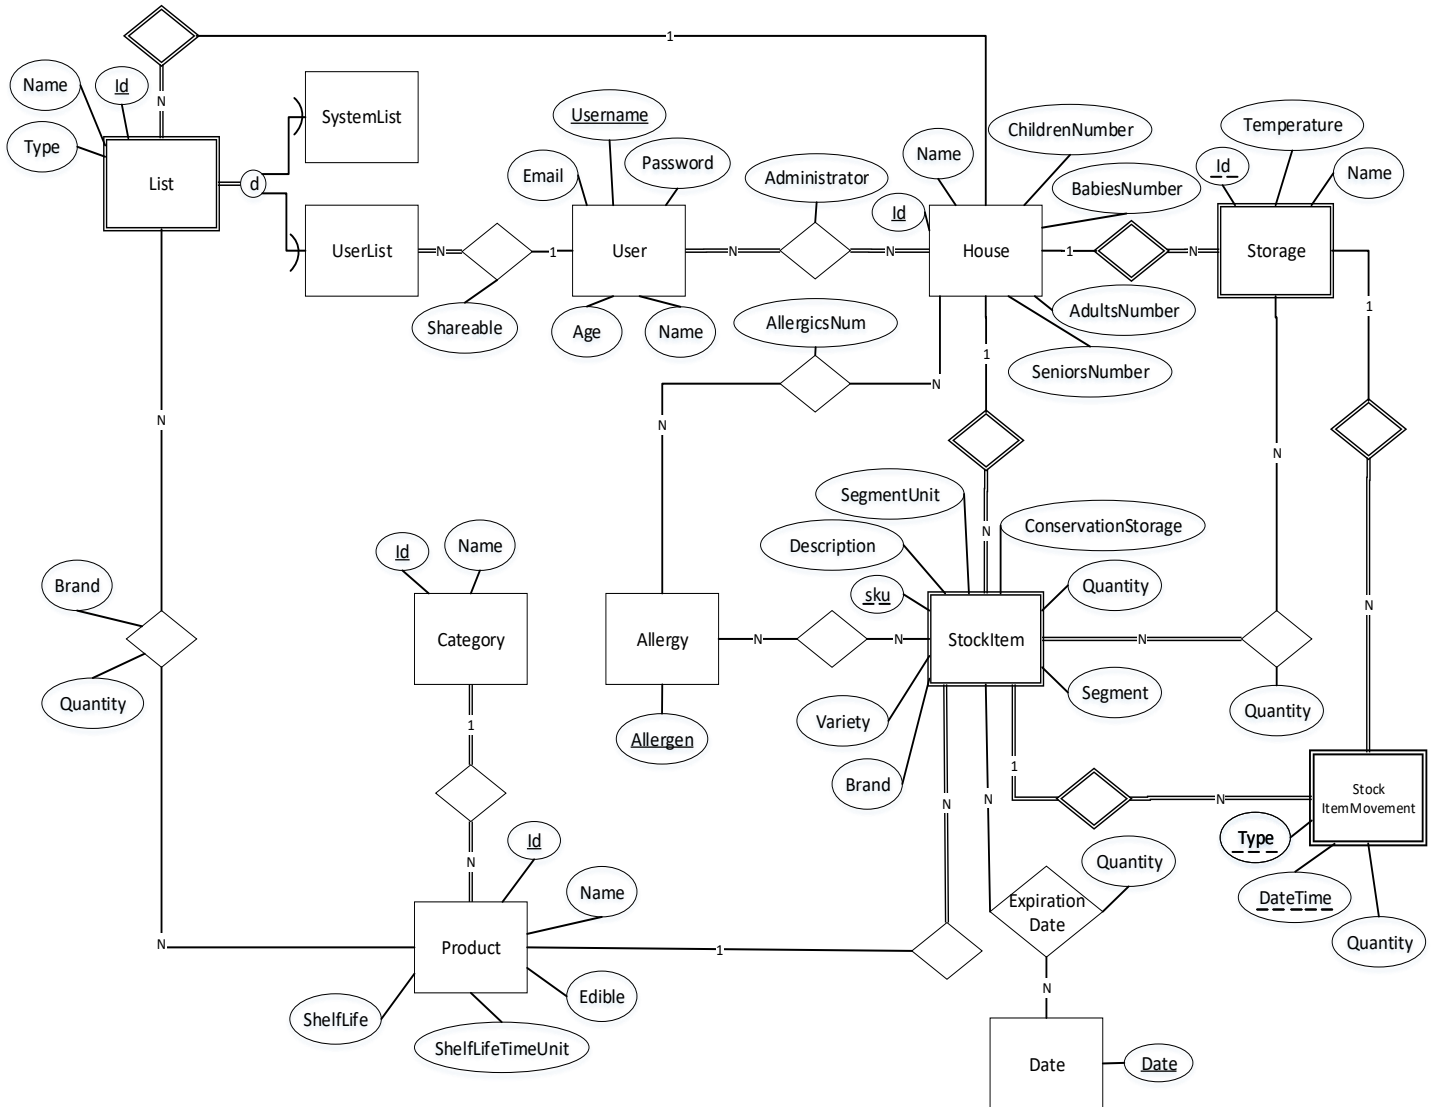 1
Name
Id
N
SystemList
Username
ChildrenNumber
Temperature
Type
Password
Name
Id
Email
Administrator
BabiesNumber
Name
List
d
Id
UserList
N
1
User
N
N
House
1
N
Storage
Shareable
Age
Name
AllergicsNum
AdultsNumber
1
1
SeniorsNumber
N
N
N
N
SegmentUnit
ConservationStorage
N
Description
Id
Name
Brand
sku
Quantity
N
Category
Allergy
N
N
StockItem
N
Quantity
Segment
Quantity
Variety
1
Allergen
1
Brand
N
N
N
Stock
ItemMovement
Type
Id
N
Quantity
Name
Expiration
Date
DateTime
N
Product
1
Quantity
Edible
N
ShelfLife
ShelfLifeTimeUnit
Date
Date